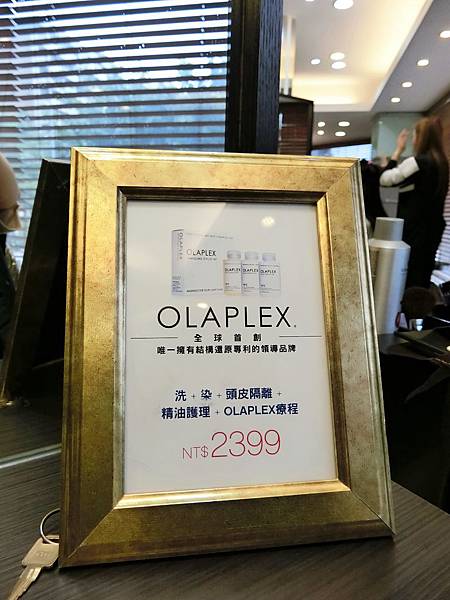 OLAPLEX
OLAPLEX.
全球首創
唯一擁有結構還原專利的領導品牌
洗+染+頭皮隔離+
精油護理+OLAPLEX療程
NT$2399